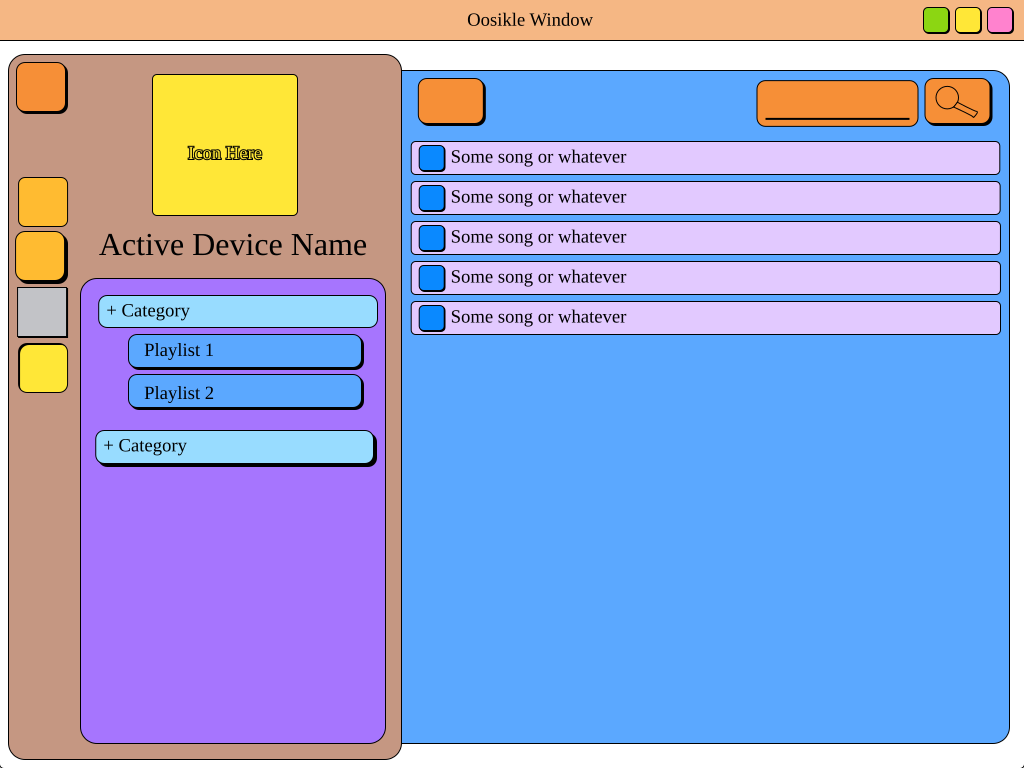 Oosikle Window
Icon Here
Active Device Name
+ Category
Playlist 1
Playlist 2
+ Category
Some song or whatever
Some song or whatever
Some song or whatever
Some song or whatever
Some song or whatever